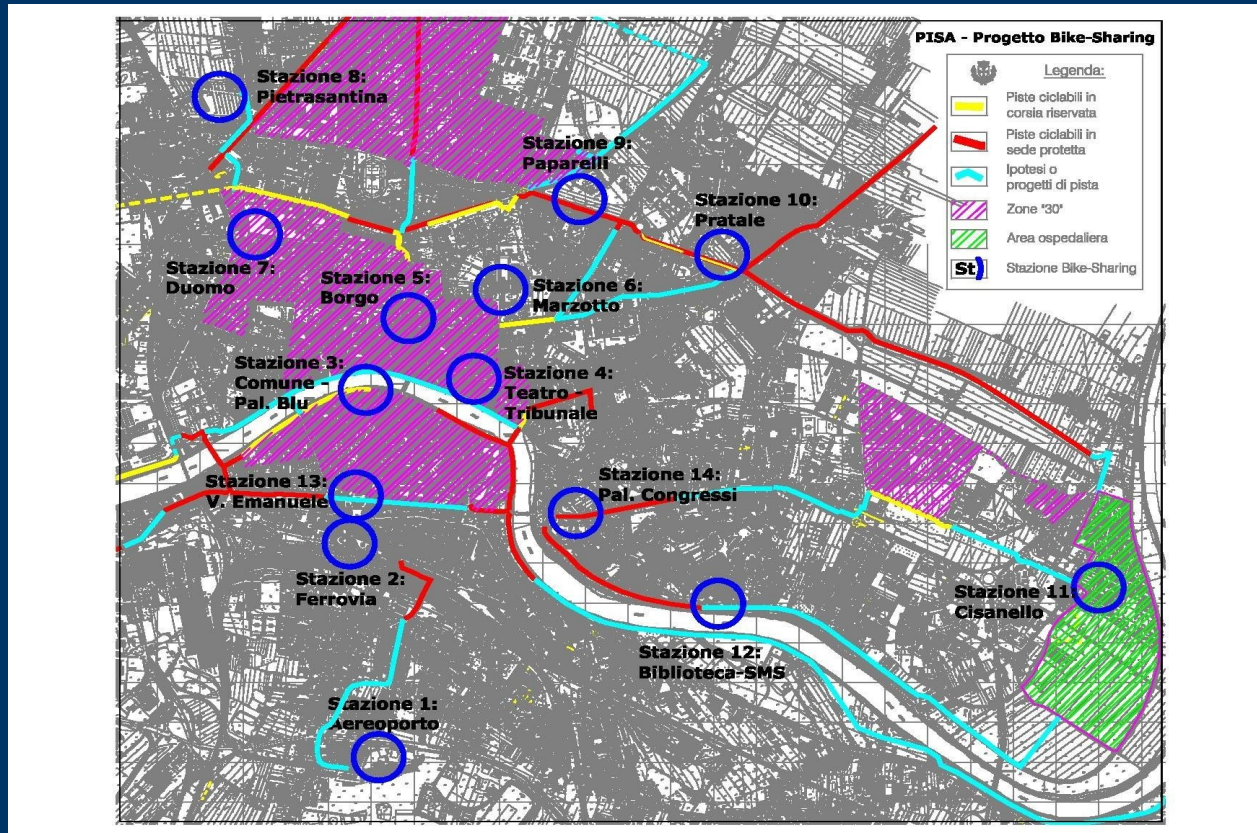 PISA - Progetto Bike-Sharing
Legenda:
Piste ciclabili in
corsia riservata
Piste ciclabili in
sede protetta
Ipotesi o
progetti di pista
Zone "30"
Area ospedaliera
St)
Stazione Bike-Sharing
Stazione 8:
Pietrasantina
Stazione 9:
Paparelli
Stazione 10:
Pratale
Stazione 7:
Duomo
Stazione 5:
Borgo
Stazione 6:
Marzotto
Stazione 3:
Comune -
Pal. Blu
Stazione 4:
Teatro
Tribunale
Stazione 13:
V. Emanuele
Stazione 14:
Pal. Congressi
Stazione 2:
Ferrovia
Stazione 11:
Cisanello
Stazione 12:
Biblioteca-SMS
Stazione 1:
Aereoporto